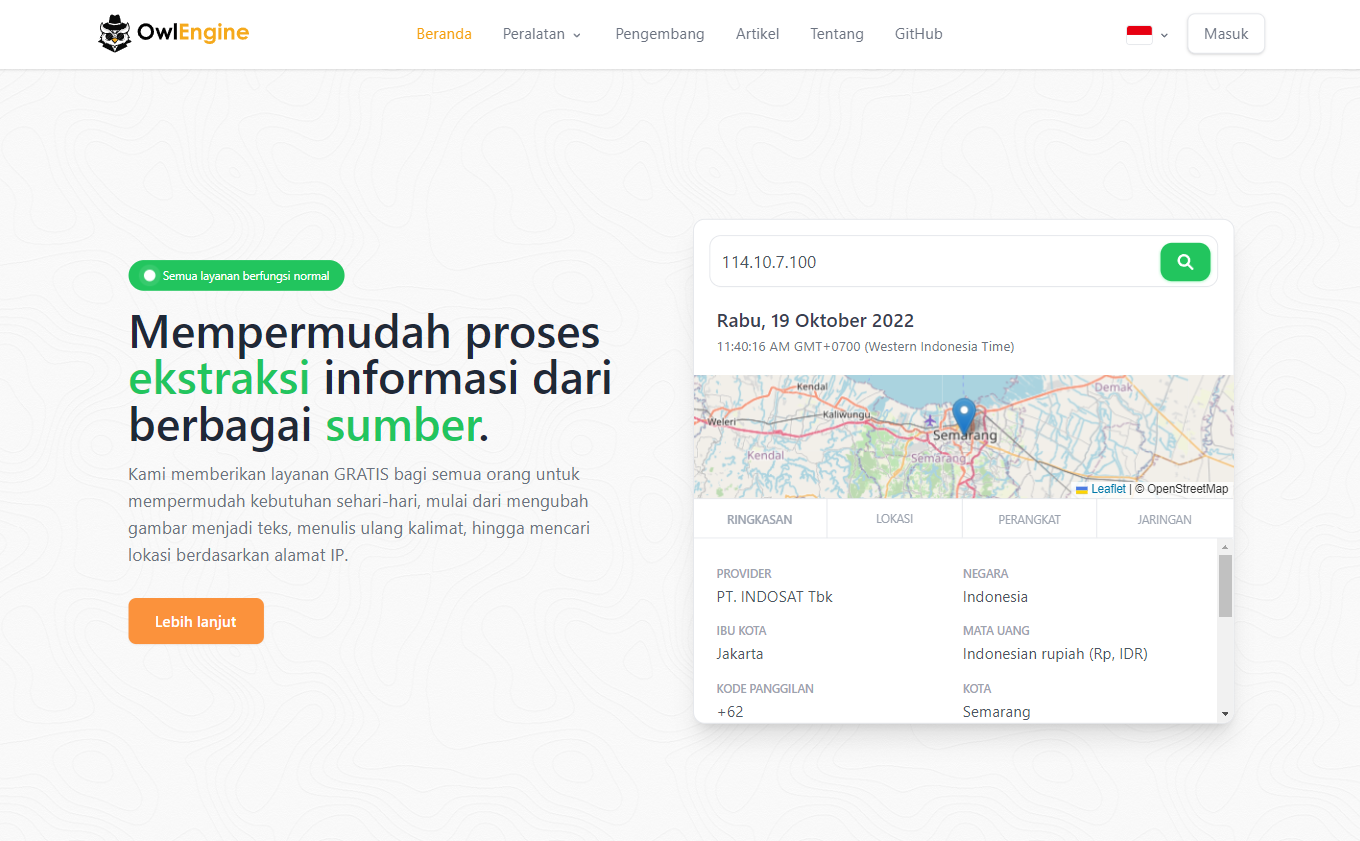 OwlEngine
Beranda
Peralatan
Pengembang
Artikel
Tentang
GitHub
Masuk
Semua layanan berfungsi normal
Mempermudah proses
ekstraksi informasi dari
berbagai sumber.
Kami memberikan layanan GRATIS bagi semua orang untuk
mempermudah kebutuhan sehari-hari, mulai dari mengubah
gambar menjadi teks, menulis ulang kalimat, hingga mencari
lokasi berdasarkan alamat IP.
Lebih lanjut
114.10.7.100
Rabu, 19 Oktober 2022
11:40:16 AM GMT+0700 (Western Indonesia Time)
Kendal
Demak
Weleri
Kaliwungu
Semarang
Kendal
Semarang
Leaflet | © OpenStreetMap
RINGKASAN
LOKASI
PERANGKAT
JARINGAN
PROVIDER
NEGARA
PT. INDOSAT Tbk
Indonesia
IBU KOTA
MATA UANG
Jakarta
Indonesian rupiah (Rp, IDR)
KODE PANGGILAN
KOTA
+62
Semarang